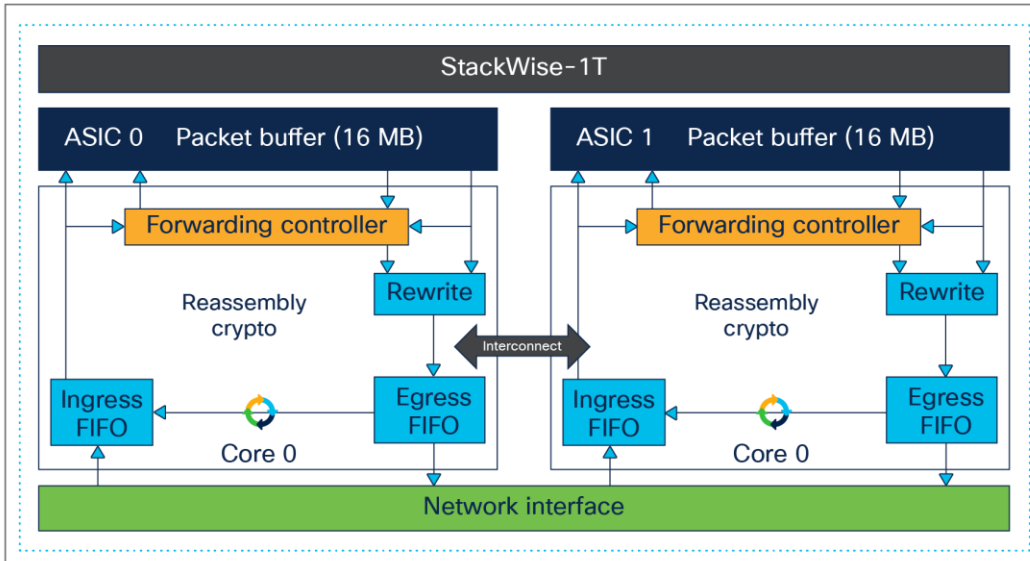 StackWise-1T
ASIC 0 Packet buffer (16 MB)
Forwarding controller
Rewrite
Reassembly
crypto
Ingress
FIFO
Egress
FIFO
Core 0
Interconnect
ASIC 1 Packet buffer (16 MB)
Forwarding controller
Rewrite
Reassembly
crypto
Ingress
FIFO
Egress
FIFO
Core 0
Network interface